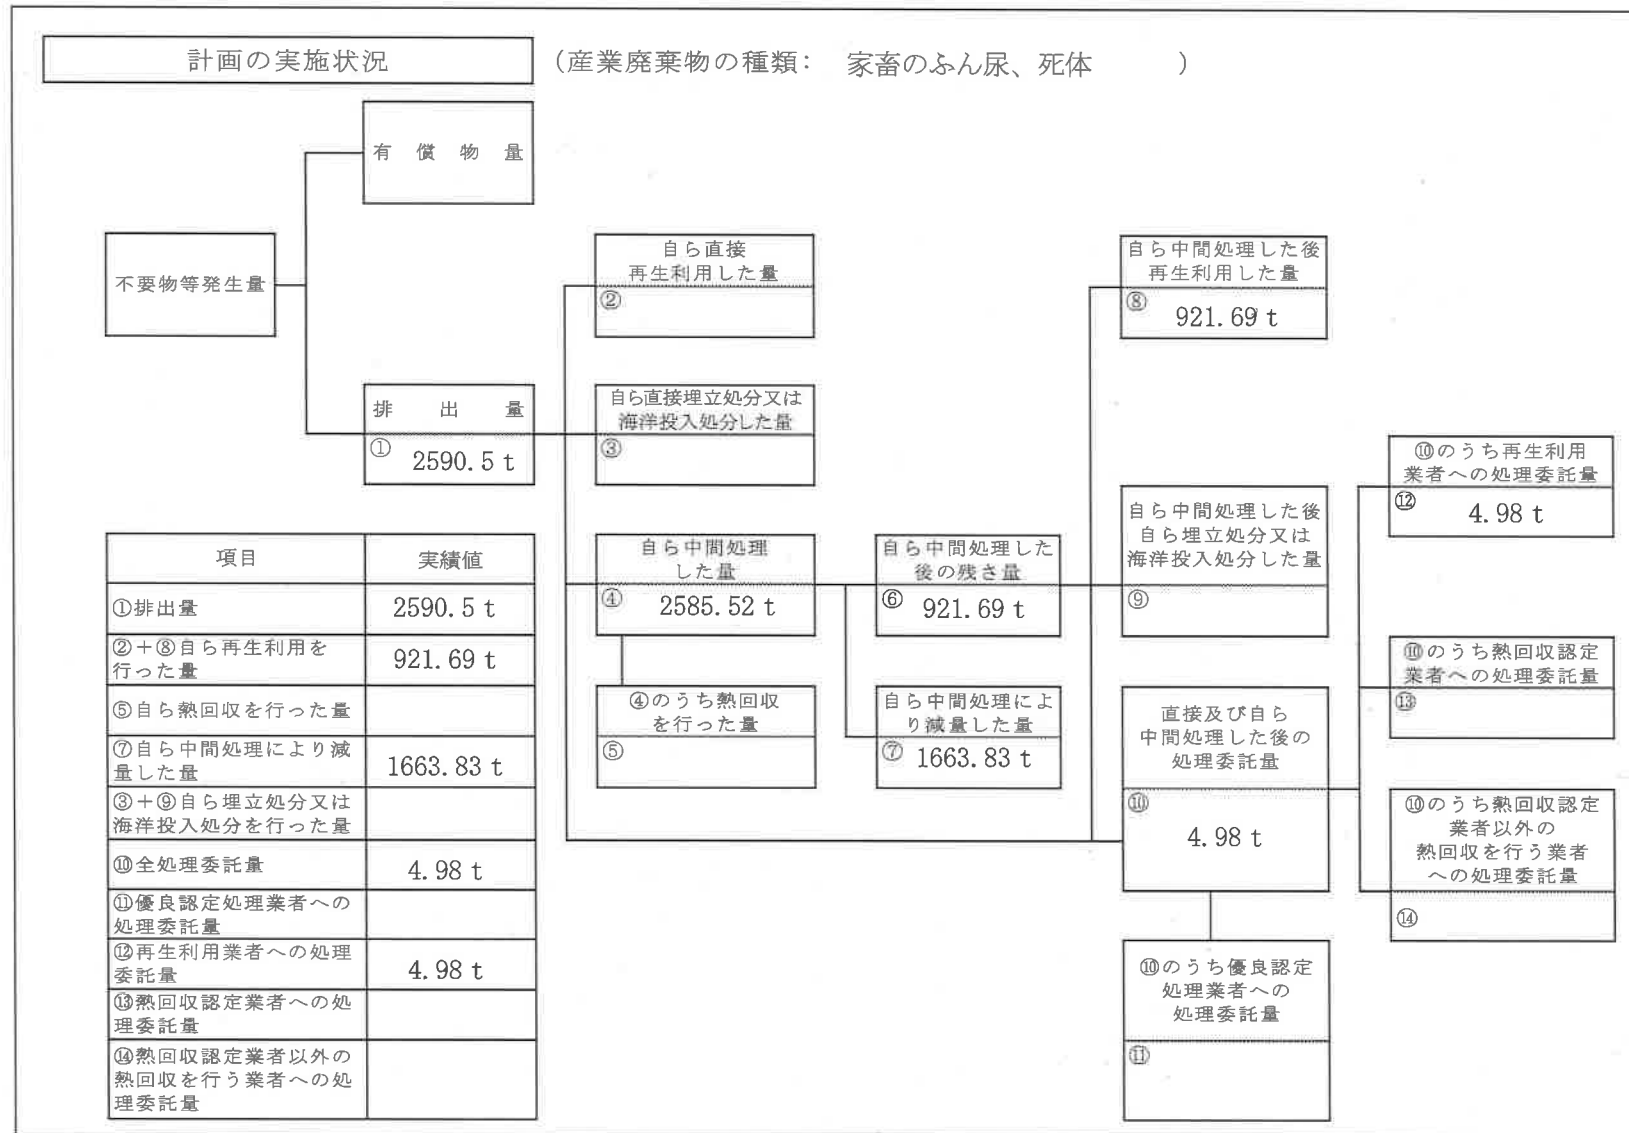 計画の実施状況
(産業廃棄物の種類: 家畜のふん尿、死体 )
有償物量
不要物等発生量
排出量
① 2590.5 t
自ら直接
再生利用した量
②
自ら直接埋立処分又は
海洋投入処分した量
③
自ら中間処理
した量
④ 2585.52 t
④のうち熱回収
を行った量
⑤
自ら中間処理した
後の残さ量
⑥ 921.69 t
自ら中間処理によ
り減量した量
⑦ 1663.83 t
自ら中間処理した後
再生利用した量
⑧ 921.69 t
自ら中間処理した後
自ら埋立処分又は
海洋投入処分した量
⑨
直接及び自ら
中間処理した後の
処理委託量
⑩
4.98 t
⑩のうち優良認定
処理業者への
処理委託量
⑪
⑩のうち再生利用
業者への処理委託量
⑫ 4.98 t
⑩のうち熱回収認定
業者への処理委託量
⑬
⑩のうち熱回収認定
業者以外の
熱回収を行う業者
への処理委託量
⑭
項目 実績値
①排出量 2590.5 t
②+⑧自ら再生利用を
行った量 921.69 t
⑤自ら熱回収を行った量
⑦自ら中間処理により減
量した量 1663.83 t
③+⑨自ら埋立処分又は
海洋投入処分を行った量
⑩全処理委託量 4.98 t
⑪優良認定処理業者への
処理委託量
⑫再生利用業者への処理
委託量 4.98 t
⑬熱回収認定業者への処
理委託量
⑭熱回収認定業者以外の
熱回収を行う業者への処
理委託量